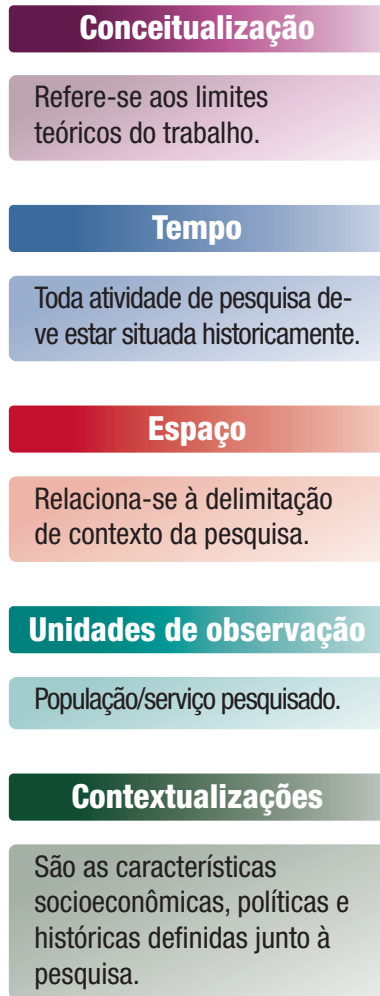 Conceitualização
Refere-se aos limites
teóricos do trabalho.
Tempo
Toda atividade de pesquisa de-
ve estar situada historicamente.
Espaço
Relaciona-se à delimitação
de contexto da pesquisa.
Unidades de observação
População/serviço pesquisado.
Contextualizações
São as características
socioeconômicas, políticas e
históricas definidas junto à
pesquisa.